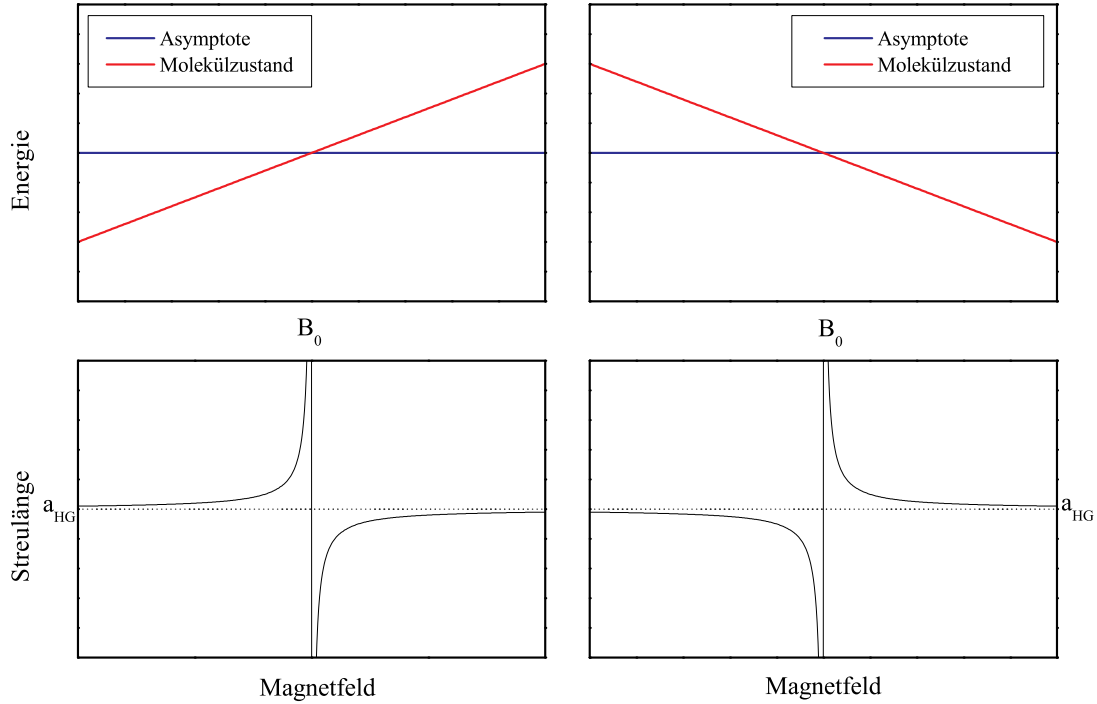 Asymptote
Molekülzustand
Asymptote
Molekülzustand
Energie
B0
B0
Streulänge
aHG
aHG
Magnetfeld
Magnetfeld